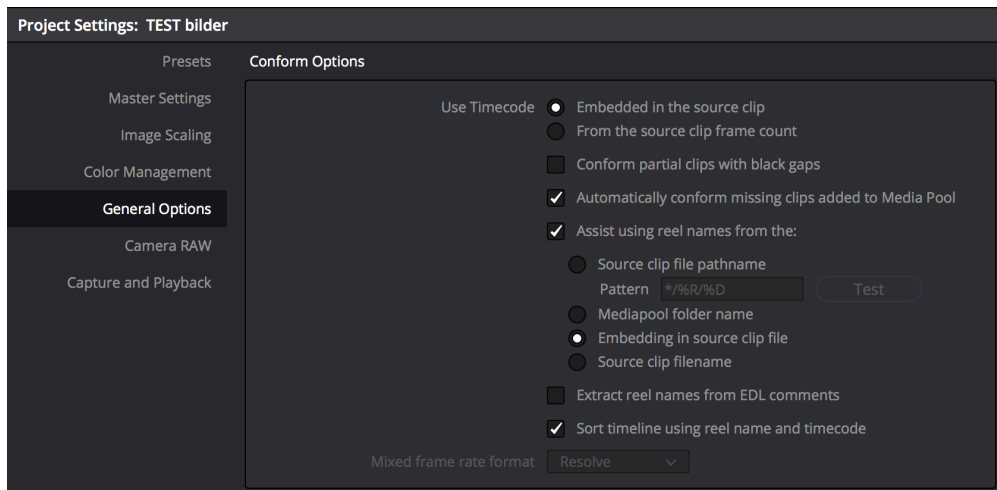 Project Settings: TEST bilder
Presets
Master Settings
Image Scaling
Color Management
General Options
Camera RAW
Capture and Playback
Conform Options
Use Timecode Embedded in the source clip
From the source clip frame count
Conform partial clips with black gaps
Automatically conform missing clips added to Media Pool
Assist using reel names from the:
Source clip file pathname
Pattern */%R/%D Test
Mediapool folder name
Embedding in source clip file
Source clip filename
Extract reel names from EDL comments
Sort timeline using reel name and timecode
Mixed frame rate format Resolve